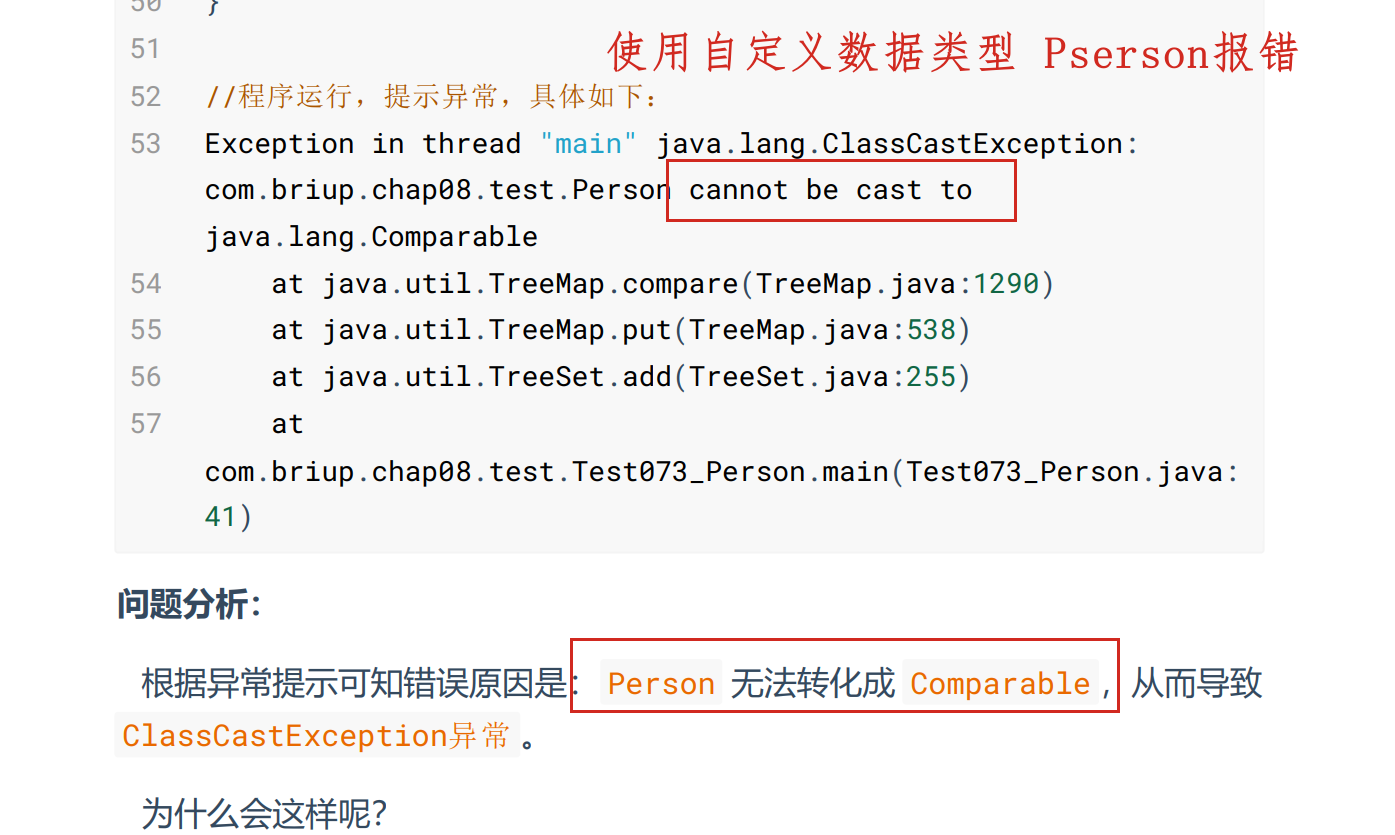 50 }
51
使用自定义数据类型 Pserson报错
52 //程序运行，提示异常，具体如下：
53 Exception in thread "main" java.lang.ClassCastException:
com.briup.chap08.test.Person cannot be cast to
java.lang.Comparable
54 at java.util.TreeMap.compare(TreeMap.java:1290)
55 at java.util.TreeMap.put(TreeMap.java:538)
56 at java.util.TreeSet.add(TreeSet.java:255)
57 at
com.briup.chap08.test.Test073_Person.main(Test073_Person.java:
41)
问题分析：
根据异常提示可知错误原因是： Person 无法转化成 Comparable ，从而导致
ClassCastException异常 。
为什么会这样呢？